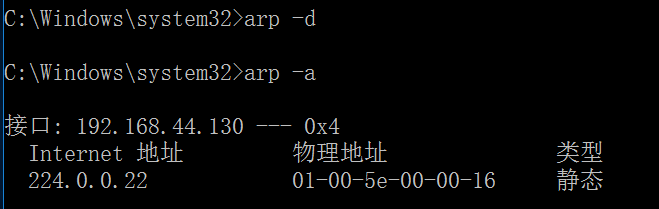 C:\Windows\system32>arp -d
C:\Windows\system32>arp -a
接口: 192.168.44.130 --- 0x4
Internet 地址 物理地址 类型
224.0.0.22 01-00-5e-00-00-16 静态